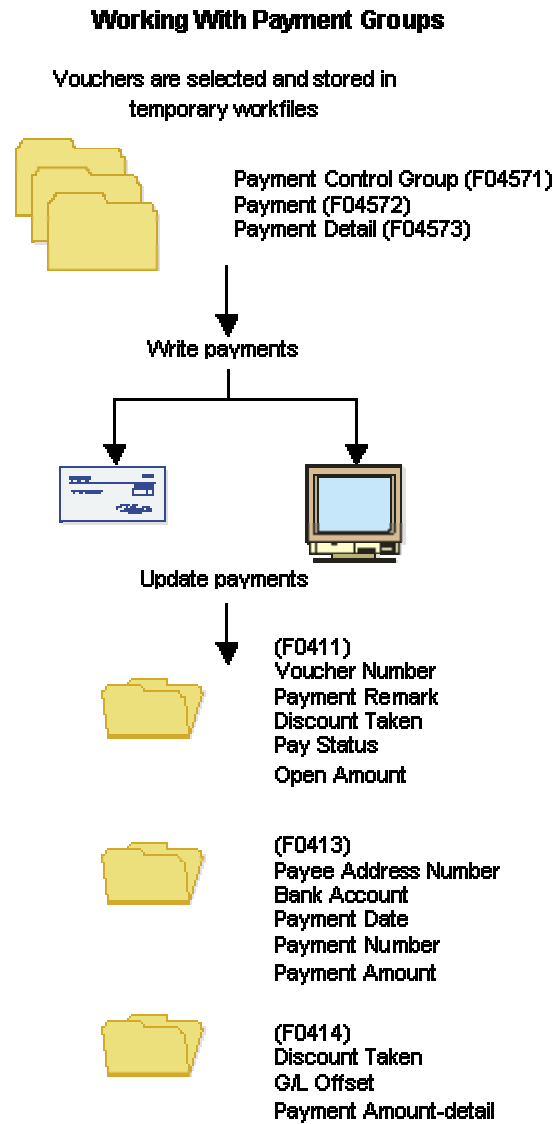 Working With Payment Groups
Vouchers are selected and stored in
temporary workfiles
Payment Control Group (F04571)
Payment (F04572)
Payment Detail (F04573)
Write payments
Update payments
(F0411)
Voucher Number
Payment Remark
Discount Taken
Pay Status
Open Amount
(F0413)
Payee Address Number
Bank Account
Payment Date
Payment Number
Payment Amount
(F0414)
Discount Taken
G/L Offset
Payment Amount-detail